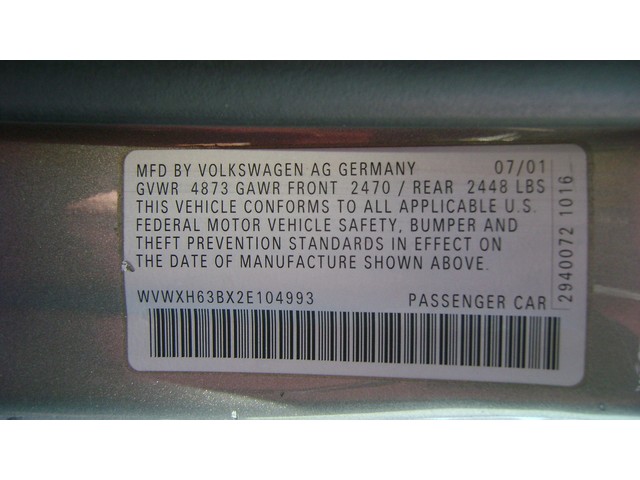 MFD BY VOLKSWAGEN AG GERMANY 07/01
GVWR 4873 GAWR FRONT 2470 / REAR 2448 LBS
THIS VEHICLE CONFORMS TO ALL APPLICABLE U.S.
FEDERAL MOTOR VEHICLE SAFETY, BUMPER AND
THEFT PREVENTION STANDARDS IN EFFECT ON
THE DATE OF MANUFACTURE SHOWN ABOVE.
WVWXH63BX2E104993 PASSENGER CAR
2940072 1016